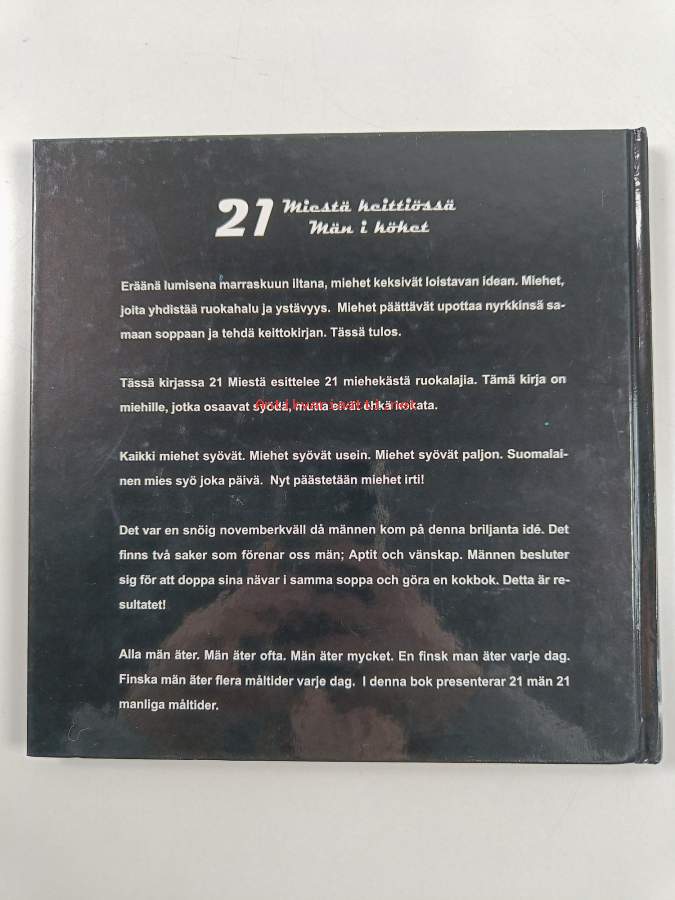 21 Miestä keittiössä
Män i köket
Eräänä lumisena marraskuun iltana, miehet keksivät loistavan idean. Miehet,
joita yhdistää ruokahalu ja ystävyys. Miehet päättävät upottaa nyrkkinsä sa-
maan soppaan ja tehdä keittokirjan. Tässä tulos.
Tässä kirjassa 21 Miestä esittelee 21 miehekästä ruokalajia. Tämä kirja on
miehille, jotka osaavat syödä, mutta eivät ehkä kokata.
Kaikki miehet syövät. Miehet syövät usein. Miehet syövät paljon. Suomalai-
nen mies syö joka päivä. Nyt päästetään miehet irti!
Det var en snöig novemberkväll då männen kom på denna briljanta idé. Det
finns två saker som förenar oss män; Aptit och vänskap. Männen besluter
sig för att doppa sina nävar i samma soppa och göra en kokbok. Detta är re-
sultatet!
Alla män äter. Män äter ofta. Män äter mycket. En finsk man äter varje dag.
Finska män äter flera måltider varje dag. I denna bok presenterar 21 män 21
manliga måltider.